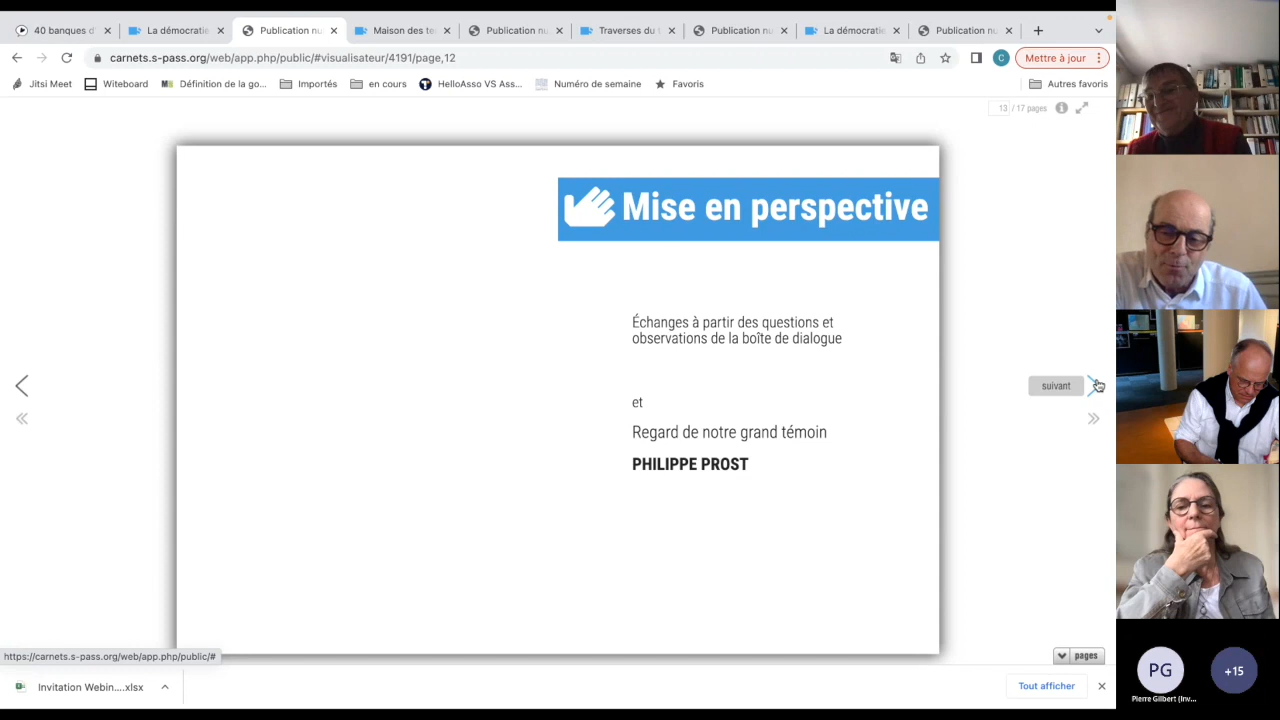 40 banques d'
La démocratie
Publication nu
Maison des te
Publication nu
Traverses du t
Publication nu
La démocratie
Publication nu
carnets.s-pass.org/web/app.php/public/#visualisateur/4191/page,12
C
Mettre à jour
Jitsi Meet
Witeboard
Définition de la go...
Importés
en cours
HelloAsso VS Ass...
Numéro de semaine
Favoris
Autres favoris
13 / 17 pages
Mise en perspective
Échanges à partir des questions et
observations de la boîte de dialogue
et
Regard de notre grand témoin
PHILIPPE PROST
suivant
https://carnets.s-pass.org/web/app.php/public/#
pages
Invitation Webin....xlsx
Tout afficher
PG
+15
Pierre Gilbert (Inv...